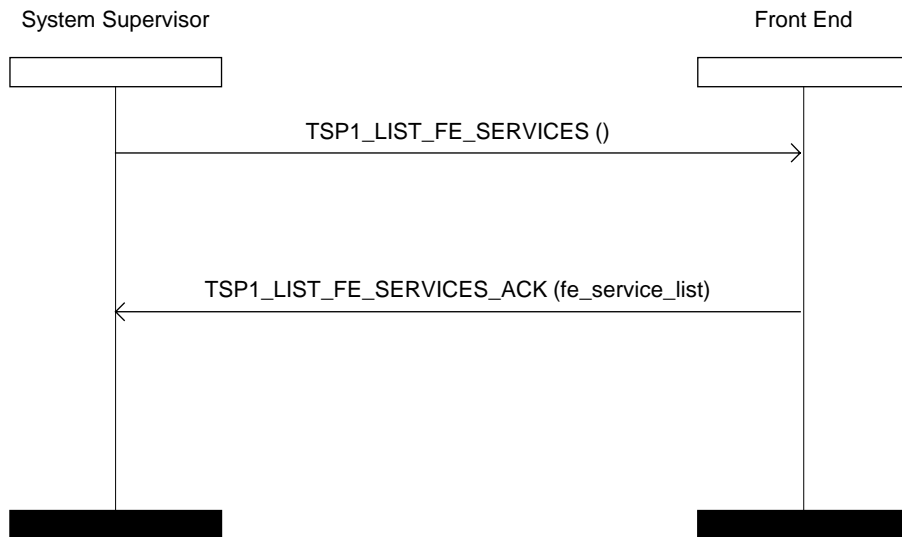 System Supervisor
Front End
TSP1_LIST_FE_SERVICES ()
TSP1_LIST_FE_SERVICES_ACK (fe_service_list)